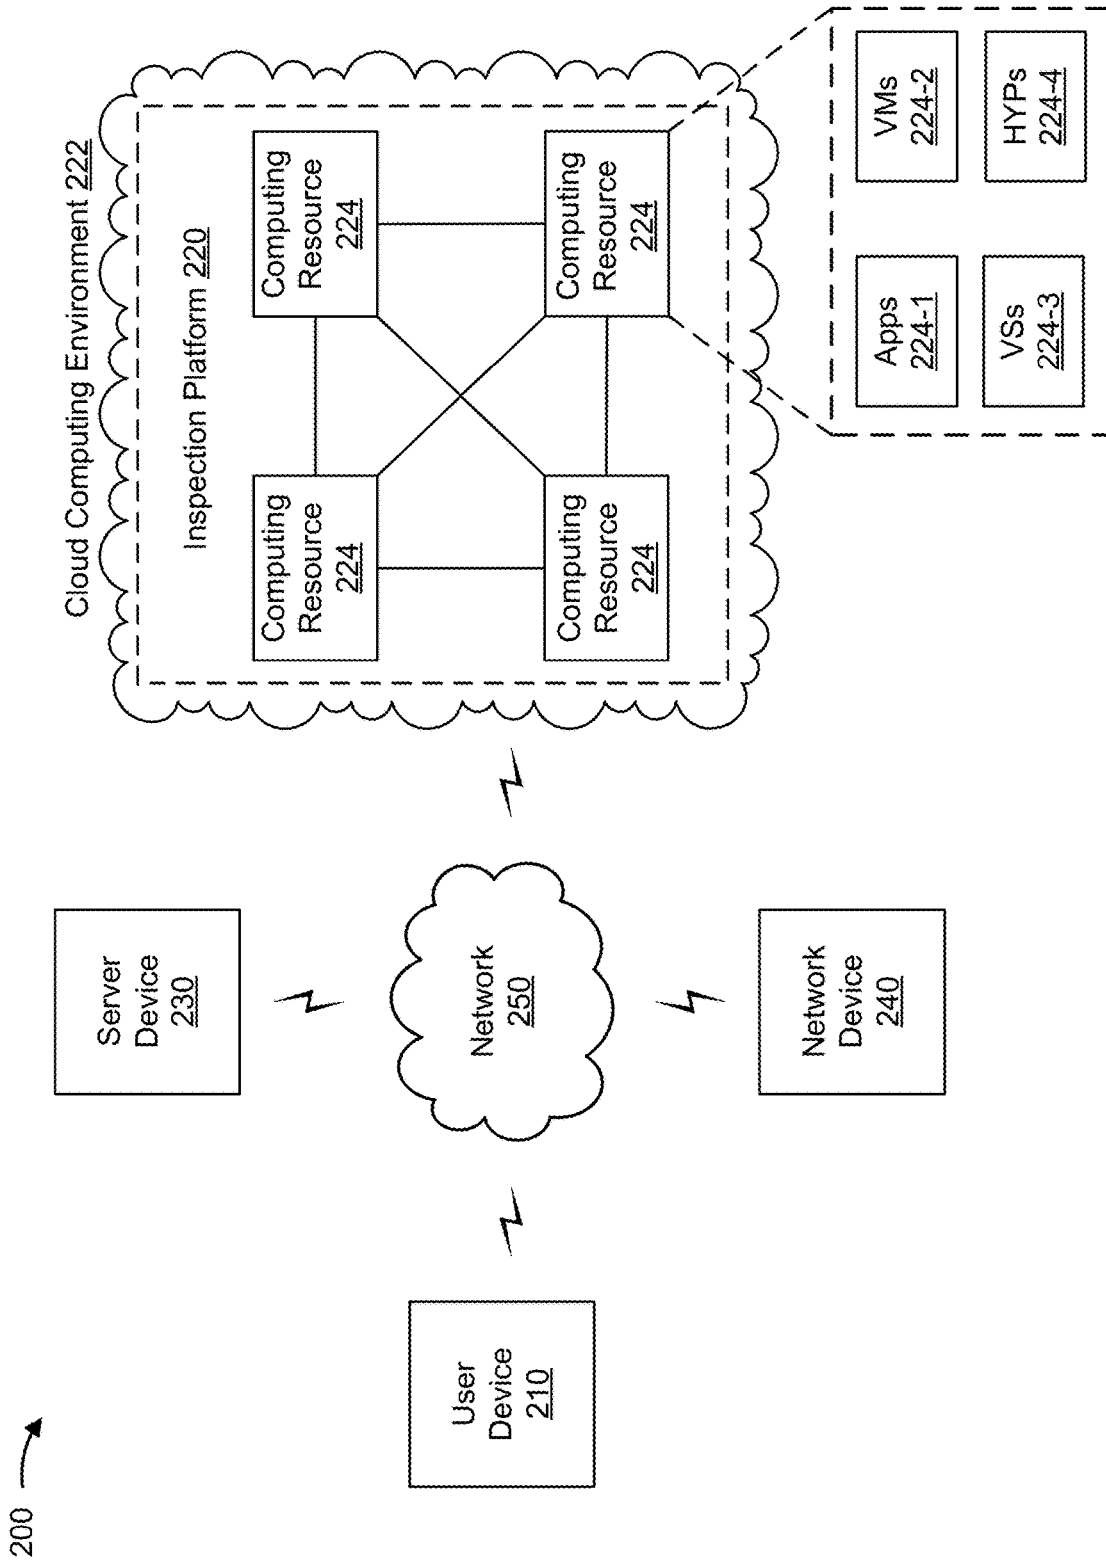 200
Cloud Computing Environment 222
Inspection Platform 220
Computing
Resource
224
Computing
Resource
224
Computing
Resource
224
Computing
Resource
224
Server
Device
230
User
Device
210
Network
250
Network
Device
240
Apps
224-1
VMs
224-2
VSs
224-3
HYPs
224-4